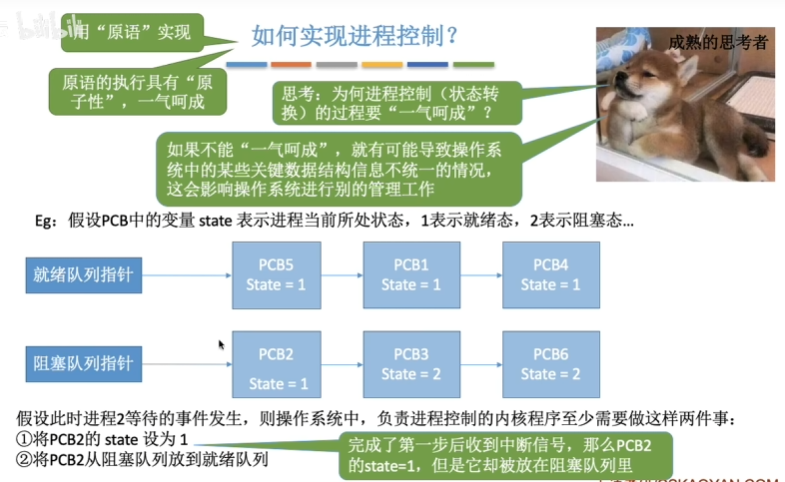 bilibili
用“原语”实现
如何实现进程控制？
成熟的思考者
原语的执行具有“原
子性”，一气呵成
思考：为何进程控制（状态转
换）的过程要“一气呵成”？
如果不能“一气呵成”，就有可能导致操作系
统中的某些关键数据结构信息不统一的情况，
这会影响操作系统进行别的管理工作
Eg：假设PCB中的变量 state 表示进程当前所处状态，1表示就绪态，2表示阻塞态...
就绪队列指针
PCB5
State = 1
PCB1
State = 1
PCB4
State = 1
阻塞队列指针
PCB2
State = 1
PCB3
State = 2
PCB6
State = 2
假设此时进程2等待的事件发生，则操作系统中，负责进程控制的内核程序至少需要做这样两件事：
①将PCB2的 state 设为 1
②将PCB2从阻塞队列放到就绪队列
完成了第一步后收到中断信号，那么PCB2
的state=1，但是它却被放在阻塞队列里